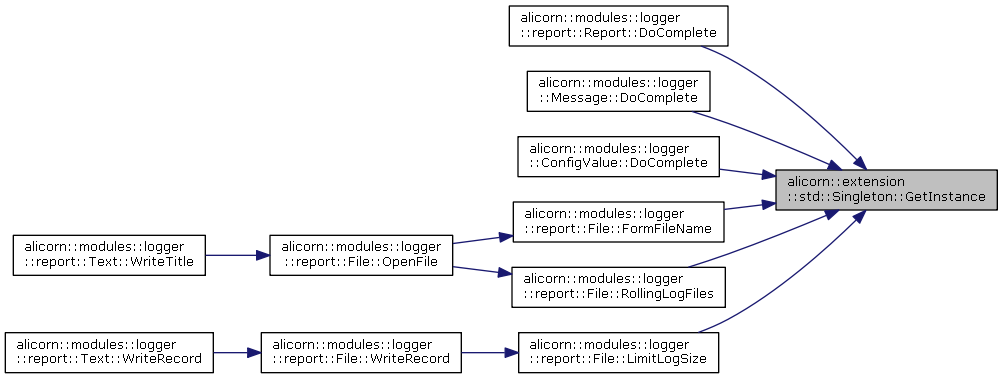 alicorn::modules::logger
::report::Report::DoComplete
alicorn::modules::logger
::Message::DoComplete
alicorn::modules::logger
::ConfigValue::DoComplete
alicorn::extension
::std::Singleton::GetInstance
alicorn::modules::logger
::report::File::FormFileName
alicorn::modules::logger
::report::Text::WriteTitle
alicorn::modules::logger
::report::File::OpenFile
alicorn::modules::logger
::report::File::RollingLogFiles
alicorn::modules::logger
::report::Text::WriteRecord
alicorn::modules::logger
::report::File::WriteRecord
alicorn::modules::logger
::report::File::LimitLogSize